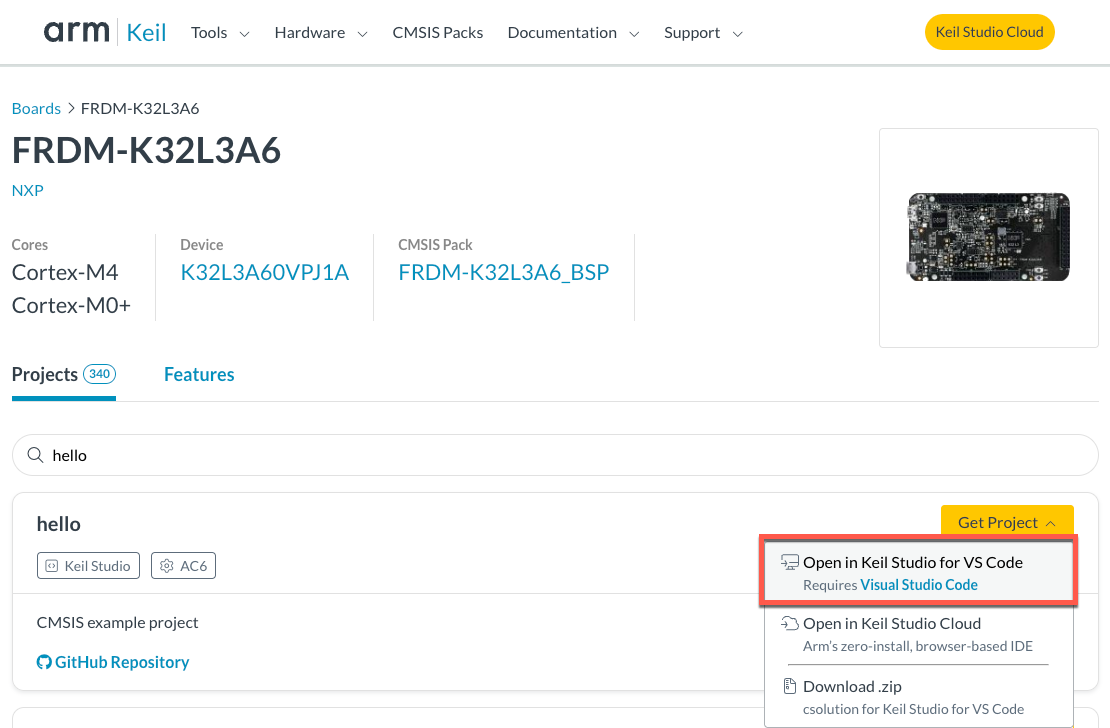 arm Keil Tools Hardware CMSIS Packs Documentation Support Keil Studio Cloud
Boards > FRDM-K32L3A6
FRDM-K32L3A6
NXP
Cores
Cortex-M4
Cortex-M0+
Device
K32L3A60VPJ1A
CMSIS Pack
FRDM-K32L3A6_BSP
Projects 340 Features
hello
hello
Get Project
Keil Studio AC6
Open in Keil Studio for VS Code
Requires Visual Studio Code
CMSIS example project
GitHub Repository
Open in Keil Studio Cloud
Arm's zero-install, browser-based IDE
Download .zip
csolution for Keil Studio for VS Code